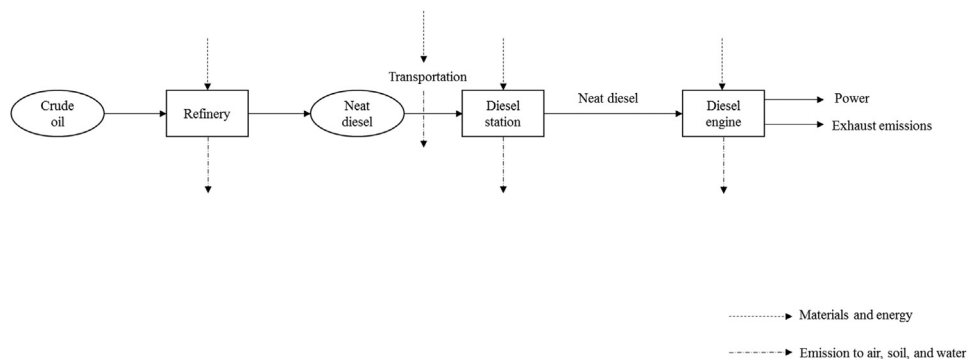 Transportation
Crude
oil
Refinery
Neat
diesel
Diesel
station
Neat diesel
Diesel
engine
Power
Exhaust emissions
Materials and energy
Emission to air, soil, and water